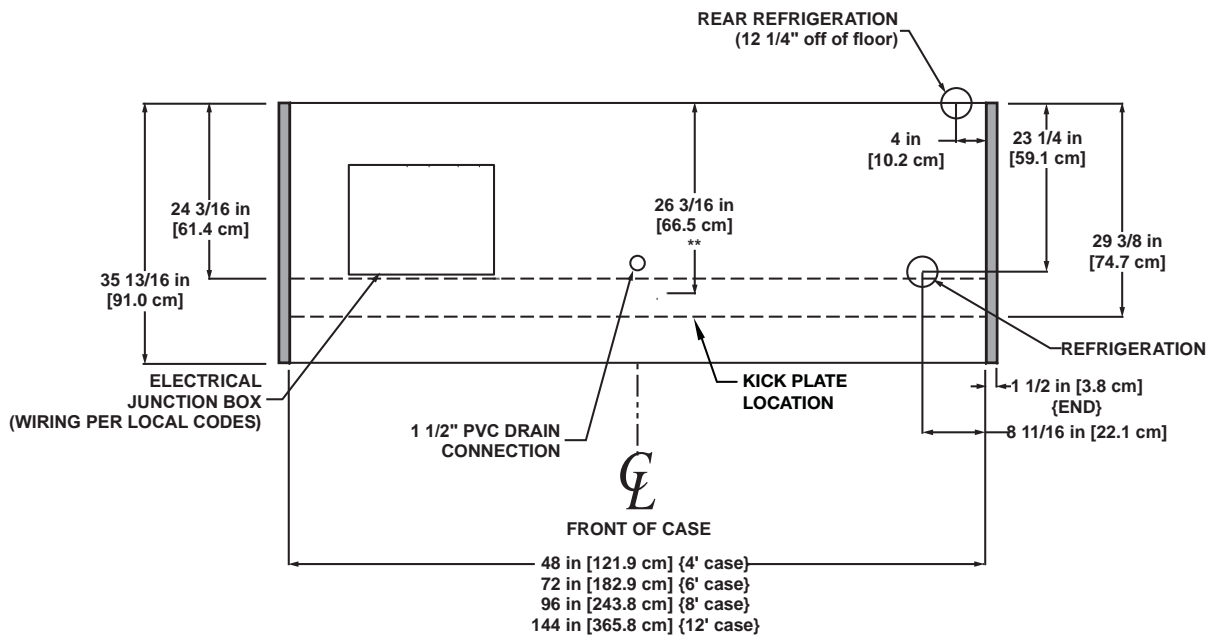 REAR REFRIGERATION
(12 1/4" off of floor)
4 in
[10.2 cm]
23 1/4 in
[59.1 cm]
24 3/16 in
[61.4 cm]
26 3/16 in
[66.5 cm]
**
29 3/8 in
[74.7 cm]
35 13/16 in
[91.0 cm]
REFRIGERATION
ELECTRICAL
JUNCTION BOX
(WIRING PER LOCAL CODES)
KICK PLATE
LOCATION
1 1/2 in [3.8 cm]
{END}
1 1/2" PVC DRAIN
CONNECTION
8 11/16 in [22.1 cm]
CL
FRONT OF CASE
48 in [121.9 cm] {4' case}
72 in [182.9 cm] {6' case}
96 in [243.8 cm] {8' case}
144 in [365.8 cm] {12' case}